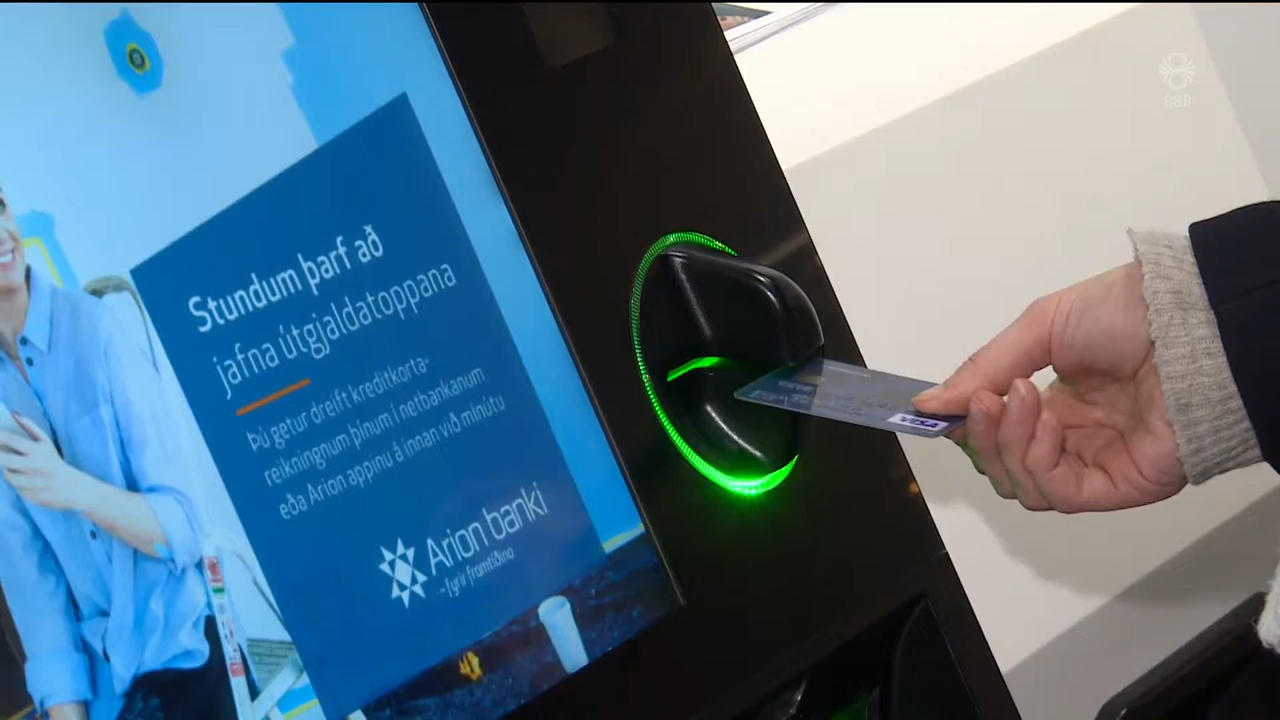 Stundum þarf að
jafna útgjaldatoppana
Þú getur dreift kreditkorta-
reikningnum þínum í netbankanum
eða Arion appinu á innan við mínútu
Arion banki
- fyrir framtíðina
VISA
888